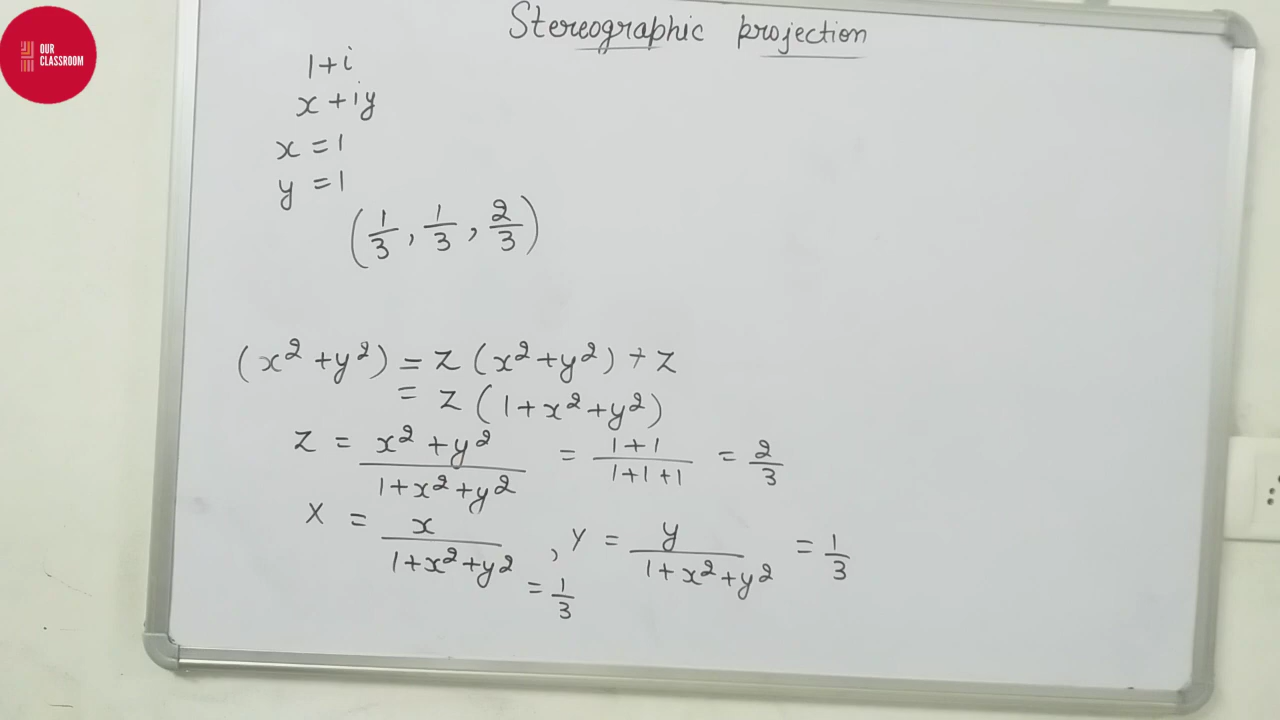 OUR
CLASSROOM
Stereographic projection
1+i
x+iy
x=1
y=1
(1/3, 1/3, 2/3)
(x²+y²) = Z(x²+y²)+Z
= Z(1+x²+y²)
Z = x²+y²/1+x²+y² = 1+1/1+1+1 = 2/3
X = x/1+x²+y² = 1/3, Y = y/1+x²+y² = 1/3